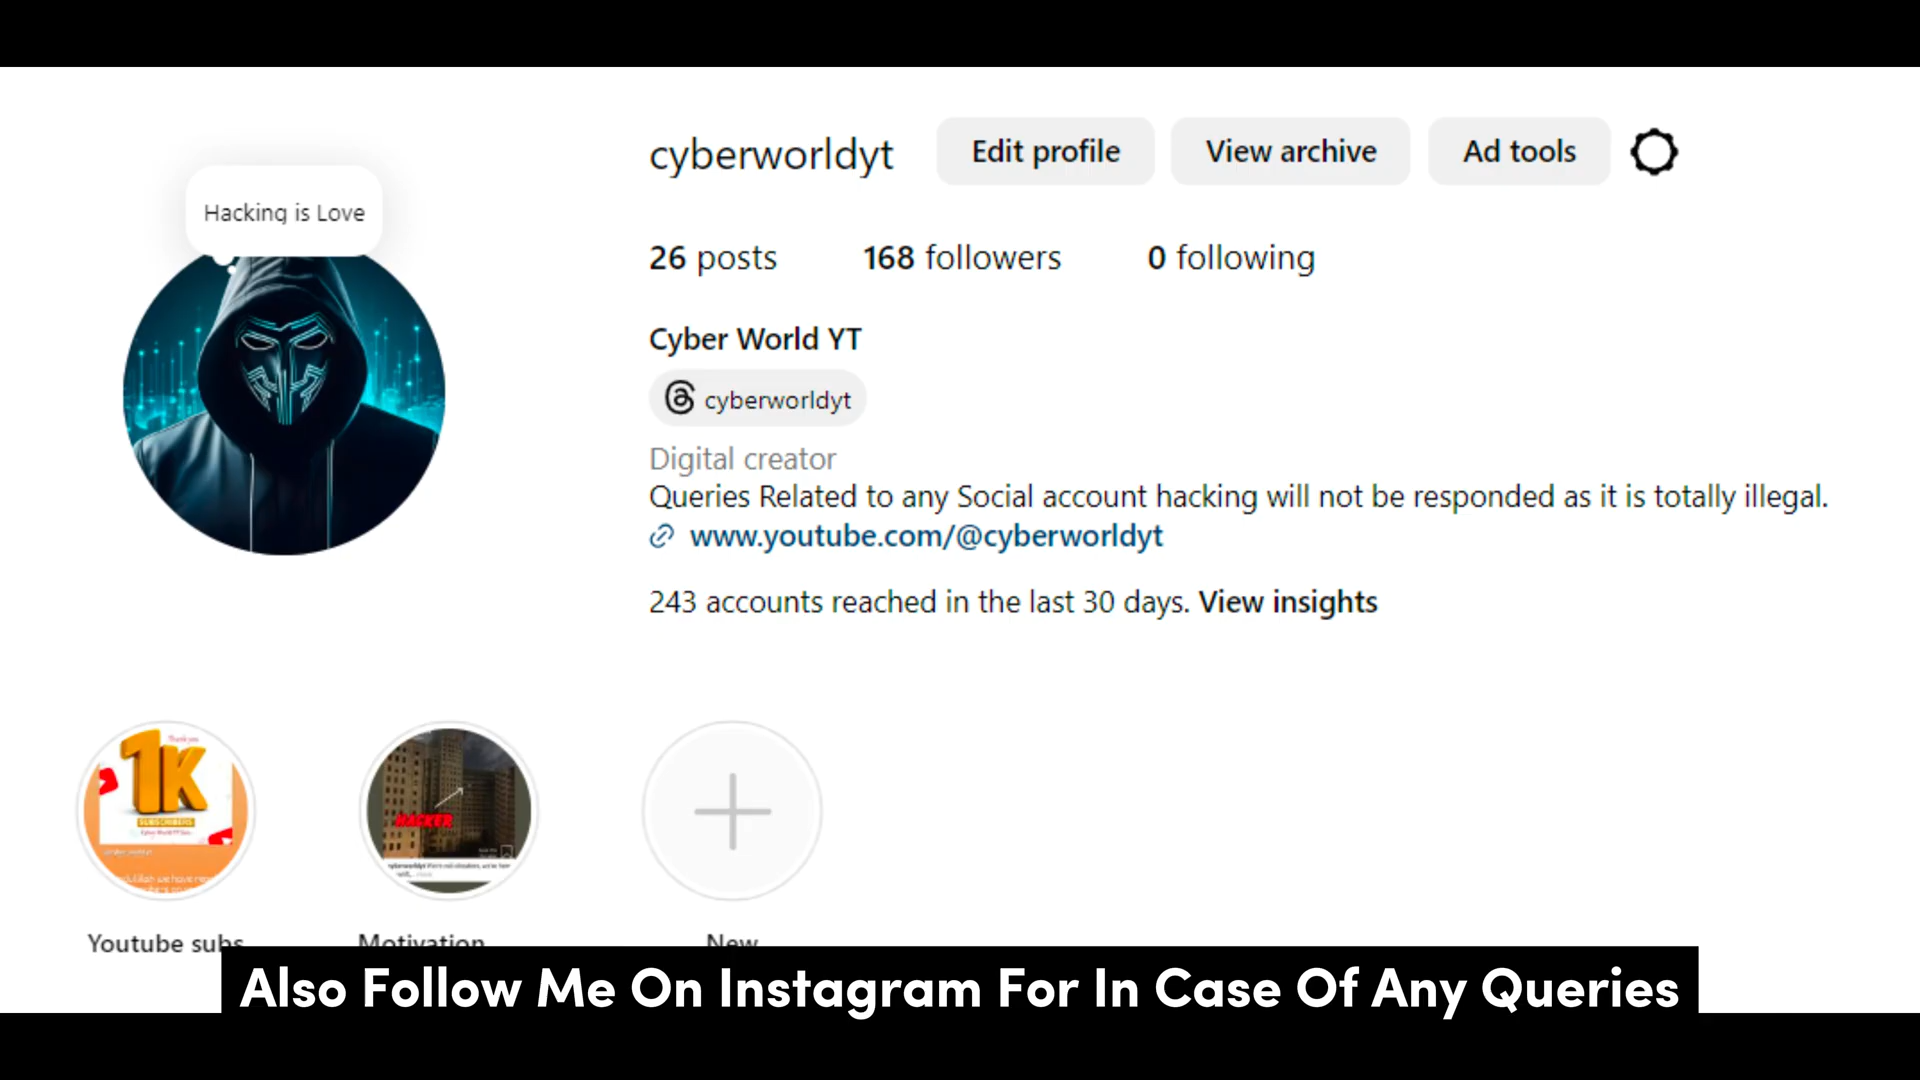 cyberworldyt
Edit profile
View archive
Ad tools
Hacking is Love
26 posts
168 followers
0 following
Cyber World YT
cyberworldyt
Digital creator
Queries Related to any Social account hacking will not be responded as it is totally illegal.
www.youtube.com/@cyberworldyt
243 accounts reached in the last 30 days. View insights
Thank you
1K
SUBSCRIBERS
HACKER
Youtube subs
Motivation
New
Also Follow Me On Instagram For In Case Of Any Queries